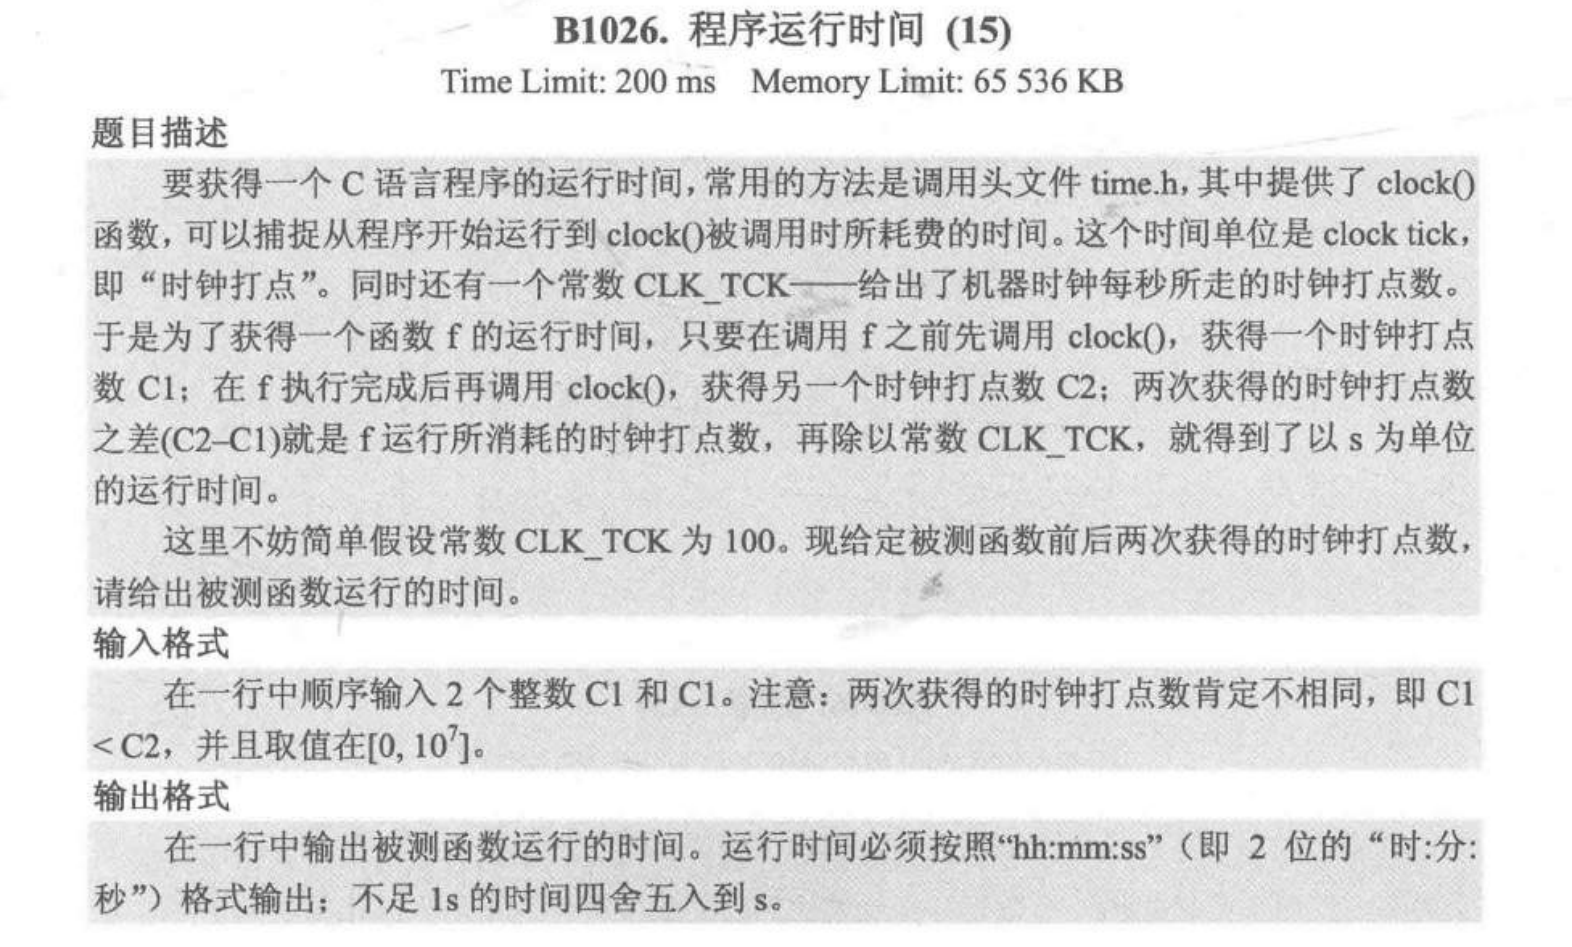 B1026. 程序运行时间 (15)
Time Limit: 200 ms Memory Limit: 65 536 KB
题目描述
要获得一个 C 语言程序的运行时间，常用的方法是调用头文件 time.h，其中提供了 clock()
函数，可以捕捉从程序开始运行到 clock()被调用时所耗费的时间。这个时间单位是 clock tick，
即“时钟打点”。同时还有一个常数 CLK_TCK——给出了机器时钟每秒所走的时钟打点数。
于是为了获得一个函数 f 的运行时间，只要在调用 f 之前先调用 clock()，获得一个时钟打点
数 C1；在 f 执行完成后再调用 clock()，获得另一个时钟打点数 C2；两次获得的时钟打点数
之差(C2–C1)就是 f 运行所消耗的时钟打点数，再除以常数 CLK_TCK，就得到了以 s 为单位
的运行时间。
这里不妨简单假设常数 CLK_TCK 为 100。现给定被测函数前后两次获得的时钟打点数，
请给出被测函数运行的时间。
输入格式
在一行中顺序输入 2 个整数 C1 和 C1。注意：两次获得的时钟打点数肯定不相同，即 C1
< C2，并且取值在[0, 10⁷]。
输出格式
在一行中输出被测函数运行的时间。运行时间必须按照“hh:mm:ss”（即 2 位的“时:分:
秒”）格式输出；不足 1s 的时间四舍五入到 s。